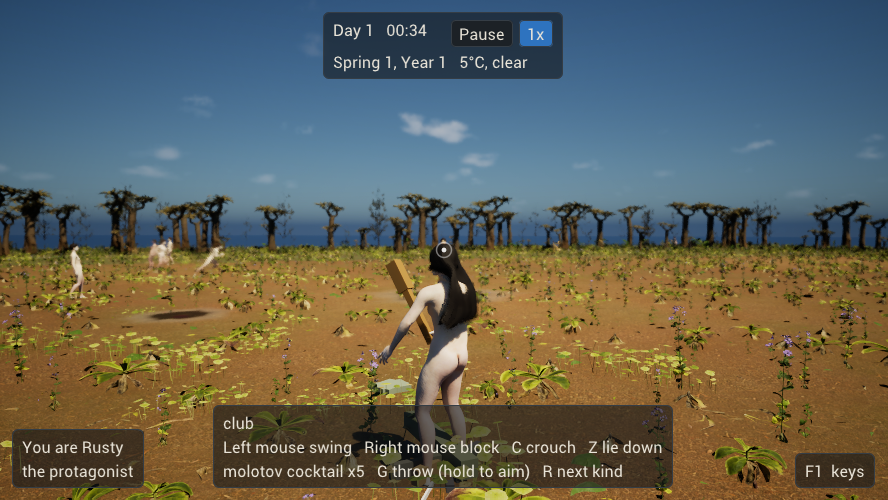 Day 1 00:34 Pause 1x
Spring 1, Year 1 5°C, clear
club
Left mouse swing Right mouse block C crouch Z lie down
molotov cocktail x5 G throw (hold to aim) R next kind
You are Rusty
the protagonist
F1 keys